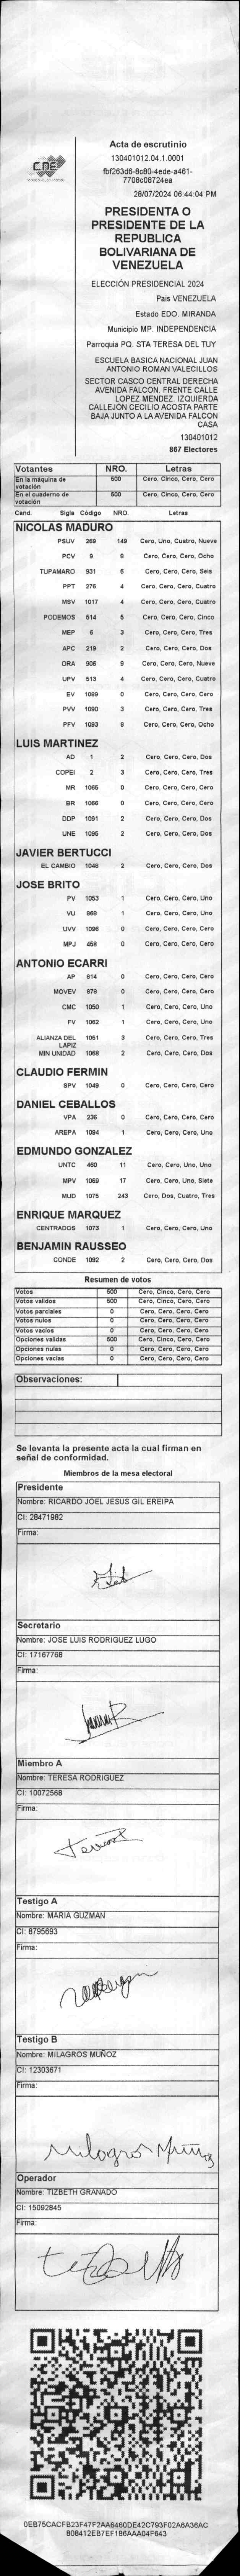 CNE
Acta de escrutinio
130401012.04.1.0001
fbf263d6-8c80-4ede-a461-
7708c08724ea
28/07/2024 06:44:04 PM
PRESIDENTA O
PRESIDENTE DE LA
REPUBLICA
BOLIVARIANA DE
VENEZUELA
ELECCIÓN PRESIDENCIAL 2024
Pais VENEZUELA
Estado EDO. MIRANDA
Municipio MP. INDEPENDENCIA
Parroquia PQ. STA TERESA DEL TUY
ESCUELA BASICA NACIONAL JUAN
ANTONIO ROMAN VALECILLOS
SECTOR CASCO CENTRAL DERECHA
AVENIDA FALCON. FRENTE CALLE
LOPEZ MENDEZ. IZQUIERDA
CALLEJON CECILIO ACOSTA PARTE
BAJA JUNTO A LA AVENIDA FALCON
CASA
130401012
867 Electores
Votantes NRO. Letras
En la máquina de votación 500 Cero, Cinco, Cero, Cero
En el cuaderno de votación 500 Cero, Cinco, Cero, Cero
Cand. Sigla Código NRO. Letras
NICOLAS MADURO
PSUV 269 149 Cero, Uno, Cuatro, Nueve
PCV 9 8 Cero, Cero, Cero, Ocho
TUPAMARO 931 6 Cero, Cero, Cero, Seis
PPT 275 4 Cero, Cero, Cero, Cuatro
MSV 1017 4 Cero, Cero, Cero, Cuatro
PODEMOS 514 5 Cero, Cero, Cero, Cinco
MEP 6 3 Cero, Cero, Cero, Tres
APC 219 2 Cero, Cero, Cero, Dos
ORA 906 9 Cero, Cero, Cero, Nueve
UPV 513 4 Cero, Cero, Cero, Cuatro
EV 1089 0 Cero, Cero, Cero, Cero
PVV 1090 3 Cero, Cero, Cero, Tres
PFV 1093 8 Cero, Cero, Cero, Ocho
LUIS MARTINEZ
AD 1 2 Cero, Cero, Cero, Dos
COPEI 2 3 Cero, Cero, Cero, Tres
MR 1065 0 Cero, Cero, Cero, Cero
BR 1066 0 Cero, Cero, Cero, Cero
DDP 1091 2 Cero, Cero, Cero, Dos
UNE 1095 2 Cero, Cero, Cero, Dos
JAVIER BERTUCCI
EL CAMBIO 1048 2 Cero, Cero, Cero, Dos
JOSE BRITO
PV 1053 1 Cero, Cero, Cero, Uno
VU 868 1 Cero, Cero, Cero, Uno
UVV 1096 0 Cero, Cero, Cero, Cero
MPJ 458 0 Cero, Cero, Cero, Cero
ANTONIO ECARRI
AP 814 0 Cero, Cero, Cero, Cero
MOVEV 878 0 Cero, Cero, Cero, Cero
CMC 1050 1 Cero, Cero, Cero, Uno
FV 1062 1 Cero, Cero, Cero, Uno
ALIANZA DEL LAPIZ 1051 3 Cero, Cero, Cero, Tres
MIN UNIDAD 1068 2 Cero, Cero, Cero, Dos
CLAUDIO FERMIN
SPV 1049 0 Cero, Cero, Cero, Cero
DANIEL CEBALLOS
VPA 236 0 Cero, Cero, Cero, Cero
AREPA 1094 1 Cero, Cero, Cero, Uno
EDMUNDO GONZALEZ
UNTC 460 11 Cero, Cero, Uno, Uno
MPV 1069 17 Cero, Cero, Uno, Siete
MUD 1075 243 Cero, Dos, Cuatro, Tres
ENRIQUE MARQUEZ
CENTRADOS 1073 1 Cero, Cero, Cero, Uno
BENJAMIN RAUSSEO
CONDE 1092 2 Cero, Cero, Cero, Dos
Resumen de votos
Votos 500 Cero, Cinco, Cero, Cero
Votos validos 500 Cero, Cinco, Cero, Cero
Votos parciales 0 Cero, Cero, Cero, Cero
Votos nulos 0 Cero, Cero, Cero, Cero
Votos vacios 0 Cero, Cero, Cero, Cero
Opciones validas 500 Cero, Cinco, Cero, Cero
Opciones nulas 0 Cero, Cero, Cero, Cero
Opciones vacias 0 Cero, Cero, Cero, Cero
Observaciones:
Se levanta la presente acta la cual firman en
señal de conformidad.
Miembros de la mesa electoral
Presidente
Nombre: RICARDO JOEL JESUS GIL EREIPA
CI: 28471982
Firma:
Secretario
Nombre: JOSE LUIS RODRIGUEZ LUGO
CI: 17167768
Firma:
Miembro A
Nombre: TERESA RODRIGUEZ
CI: 10072568
Firma:
Testigo A
Nombre: MARIA GUZMAN
CI: 8795693
Firma:
Testigo B
Nombre: MILAGROS MUÑOZ
CI: 12303671
Firma:
Milagros Muñoz
Operador
Nombre: TIZBETH GRANADO
CI: 15092845
Firma:
0EB75CACFB23F47F2AA6460DE42C793F02A6A36AC
808412EB7EF186AAA04F643